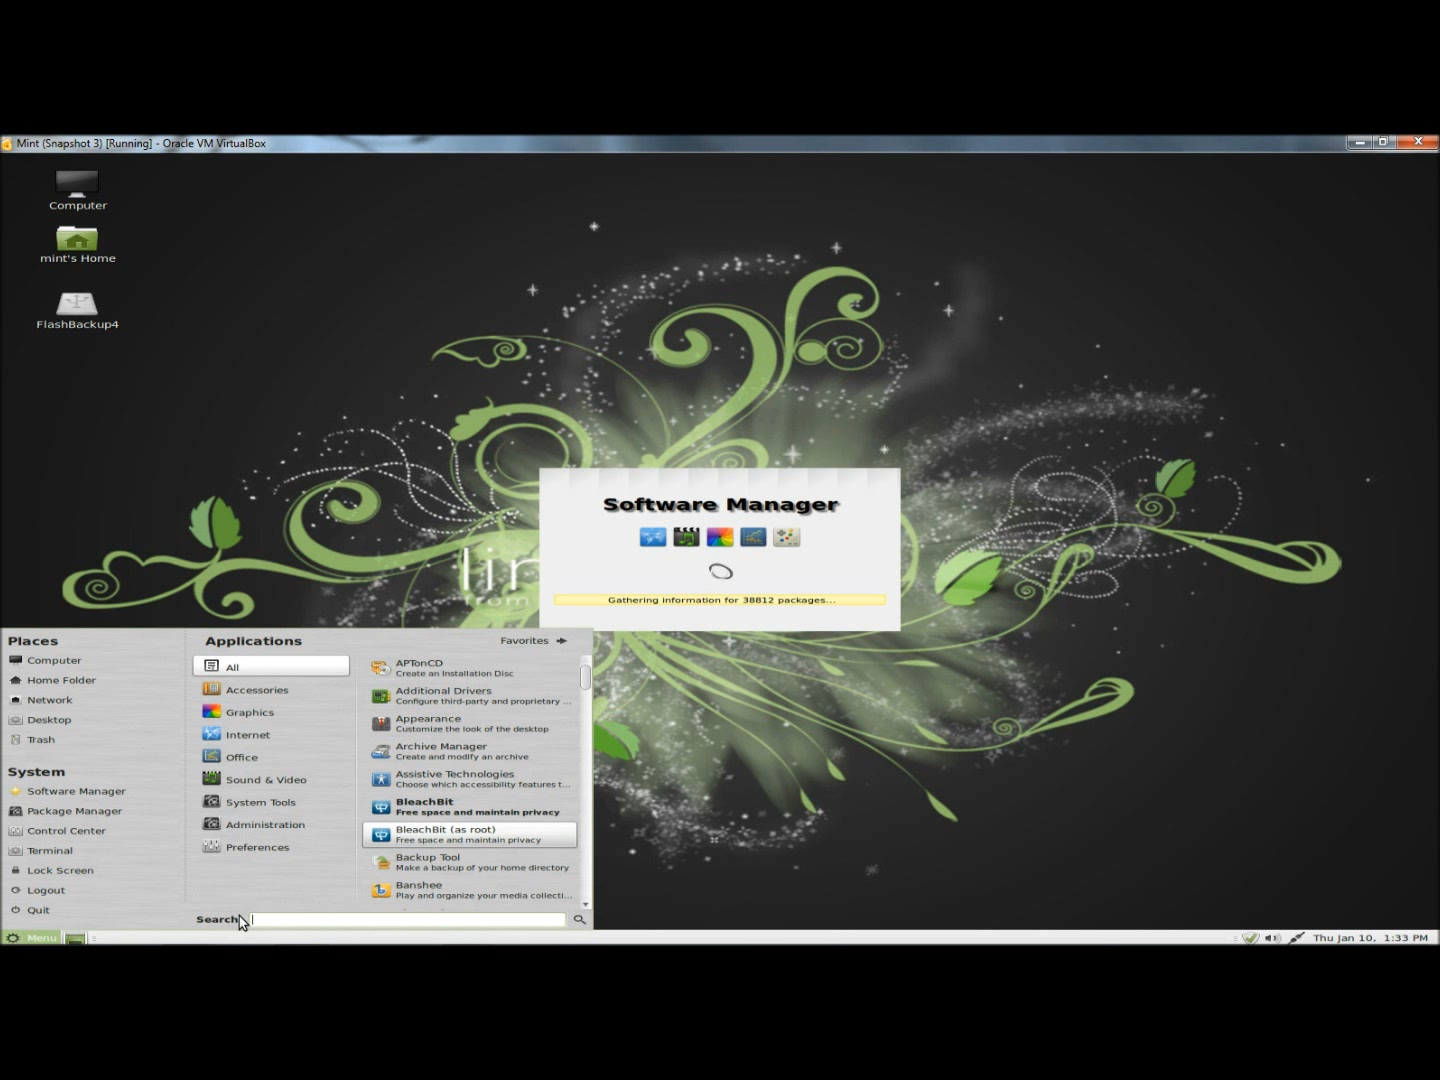 Mint (Snapshot 3) [Running] - Oracle VM VirtualBox
Computer
mint's Home
FlashBackup4
Software Manager
Gathering information for 38812 packages...
lin
from
Places
Computer
Home Folder
Network
Desktop
Trash
System
Software Manager
Package Manager
Control Center
Terminal
Lock Screen
Logout
Quit
Applications
Favorites
All
Accessories
Graphics
Internet
Office
Sound & Video
System Tools
Administration
Preferences
APTonCD
Create an Installation Disc
Additional Drivers
Configure third-party and proprietary ...
Appearance
Customize the look of the desktop
Archive Manager
Create and modify an archive
Assistive Technologies
Choose which accessibility features t...
BleachBit
Free space and maintain privacy
BleachBit (as root)
Free space and maintain privacy
Backup Tool
Make a backup of your home directory
Banshee
Play and organize your media collecti...
Search:
Menu
Thu Jan 10, 1:33 PM